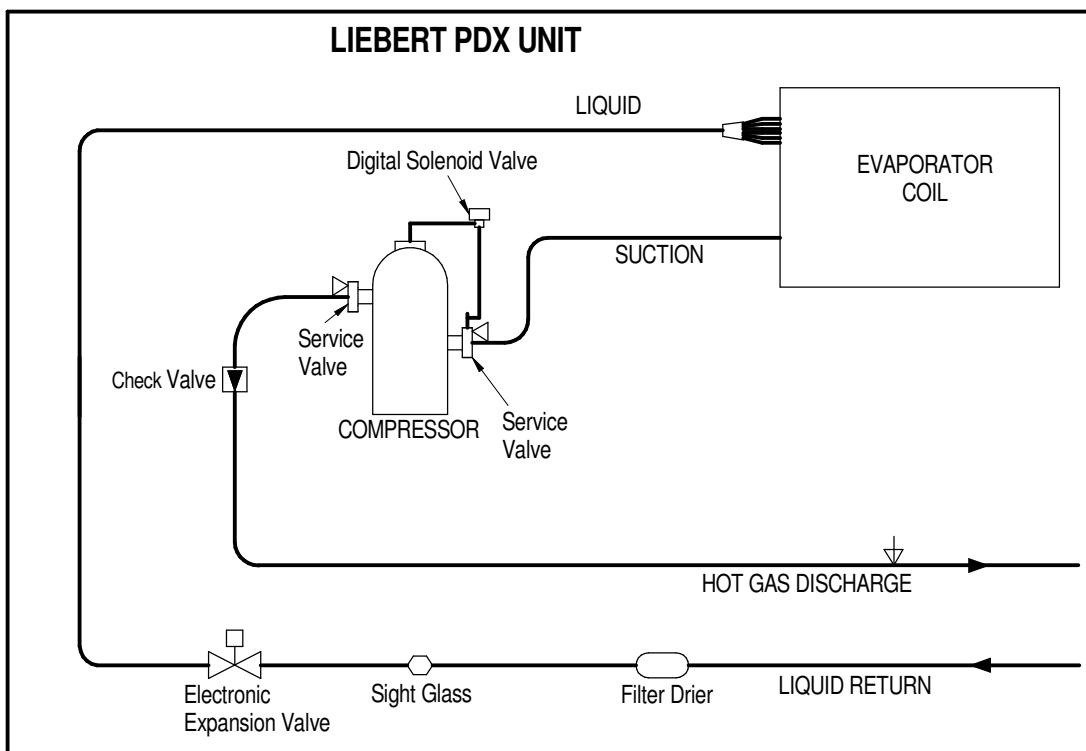 LIEBERT PDX UNIT
LIQUID
Digital Solenoid Valve
EVAPORATOR
COIL
SUCTION
Service
Valve
Check Valve
COMPRESSOR
Service
Valve
HOT GAS DISCHARGE
Electronic
Expansion Valve
Sight Glass
Filter Drier
LIQUID RETURN